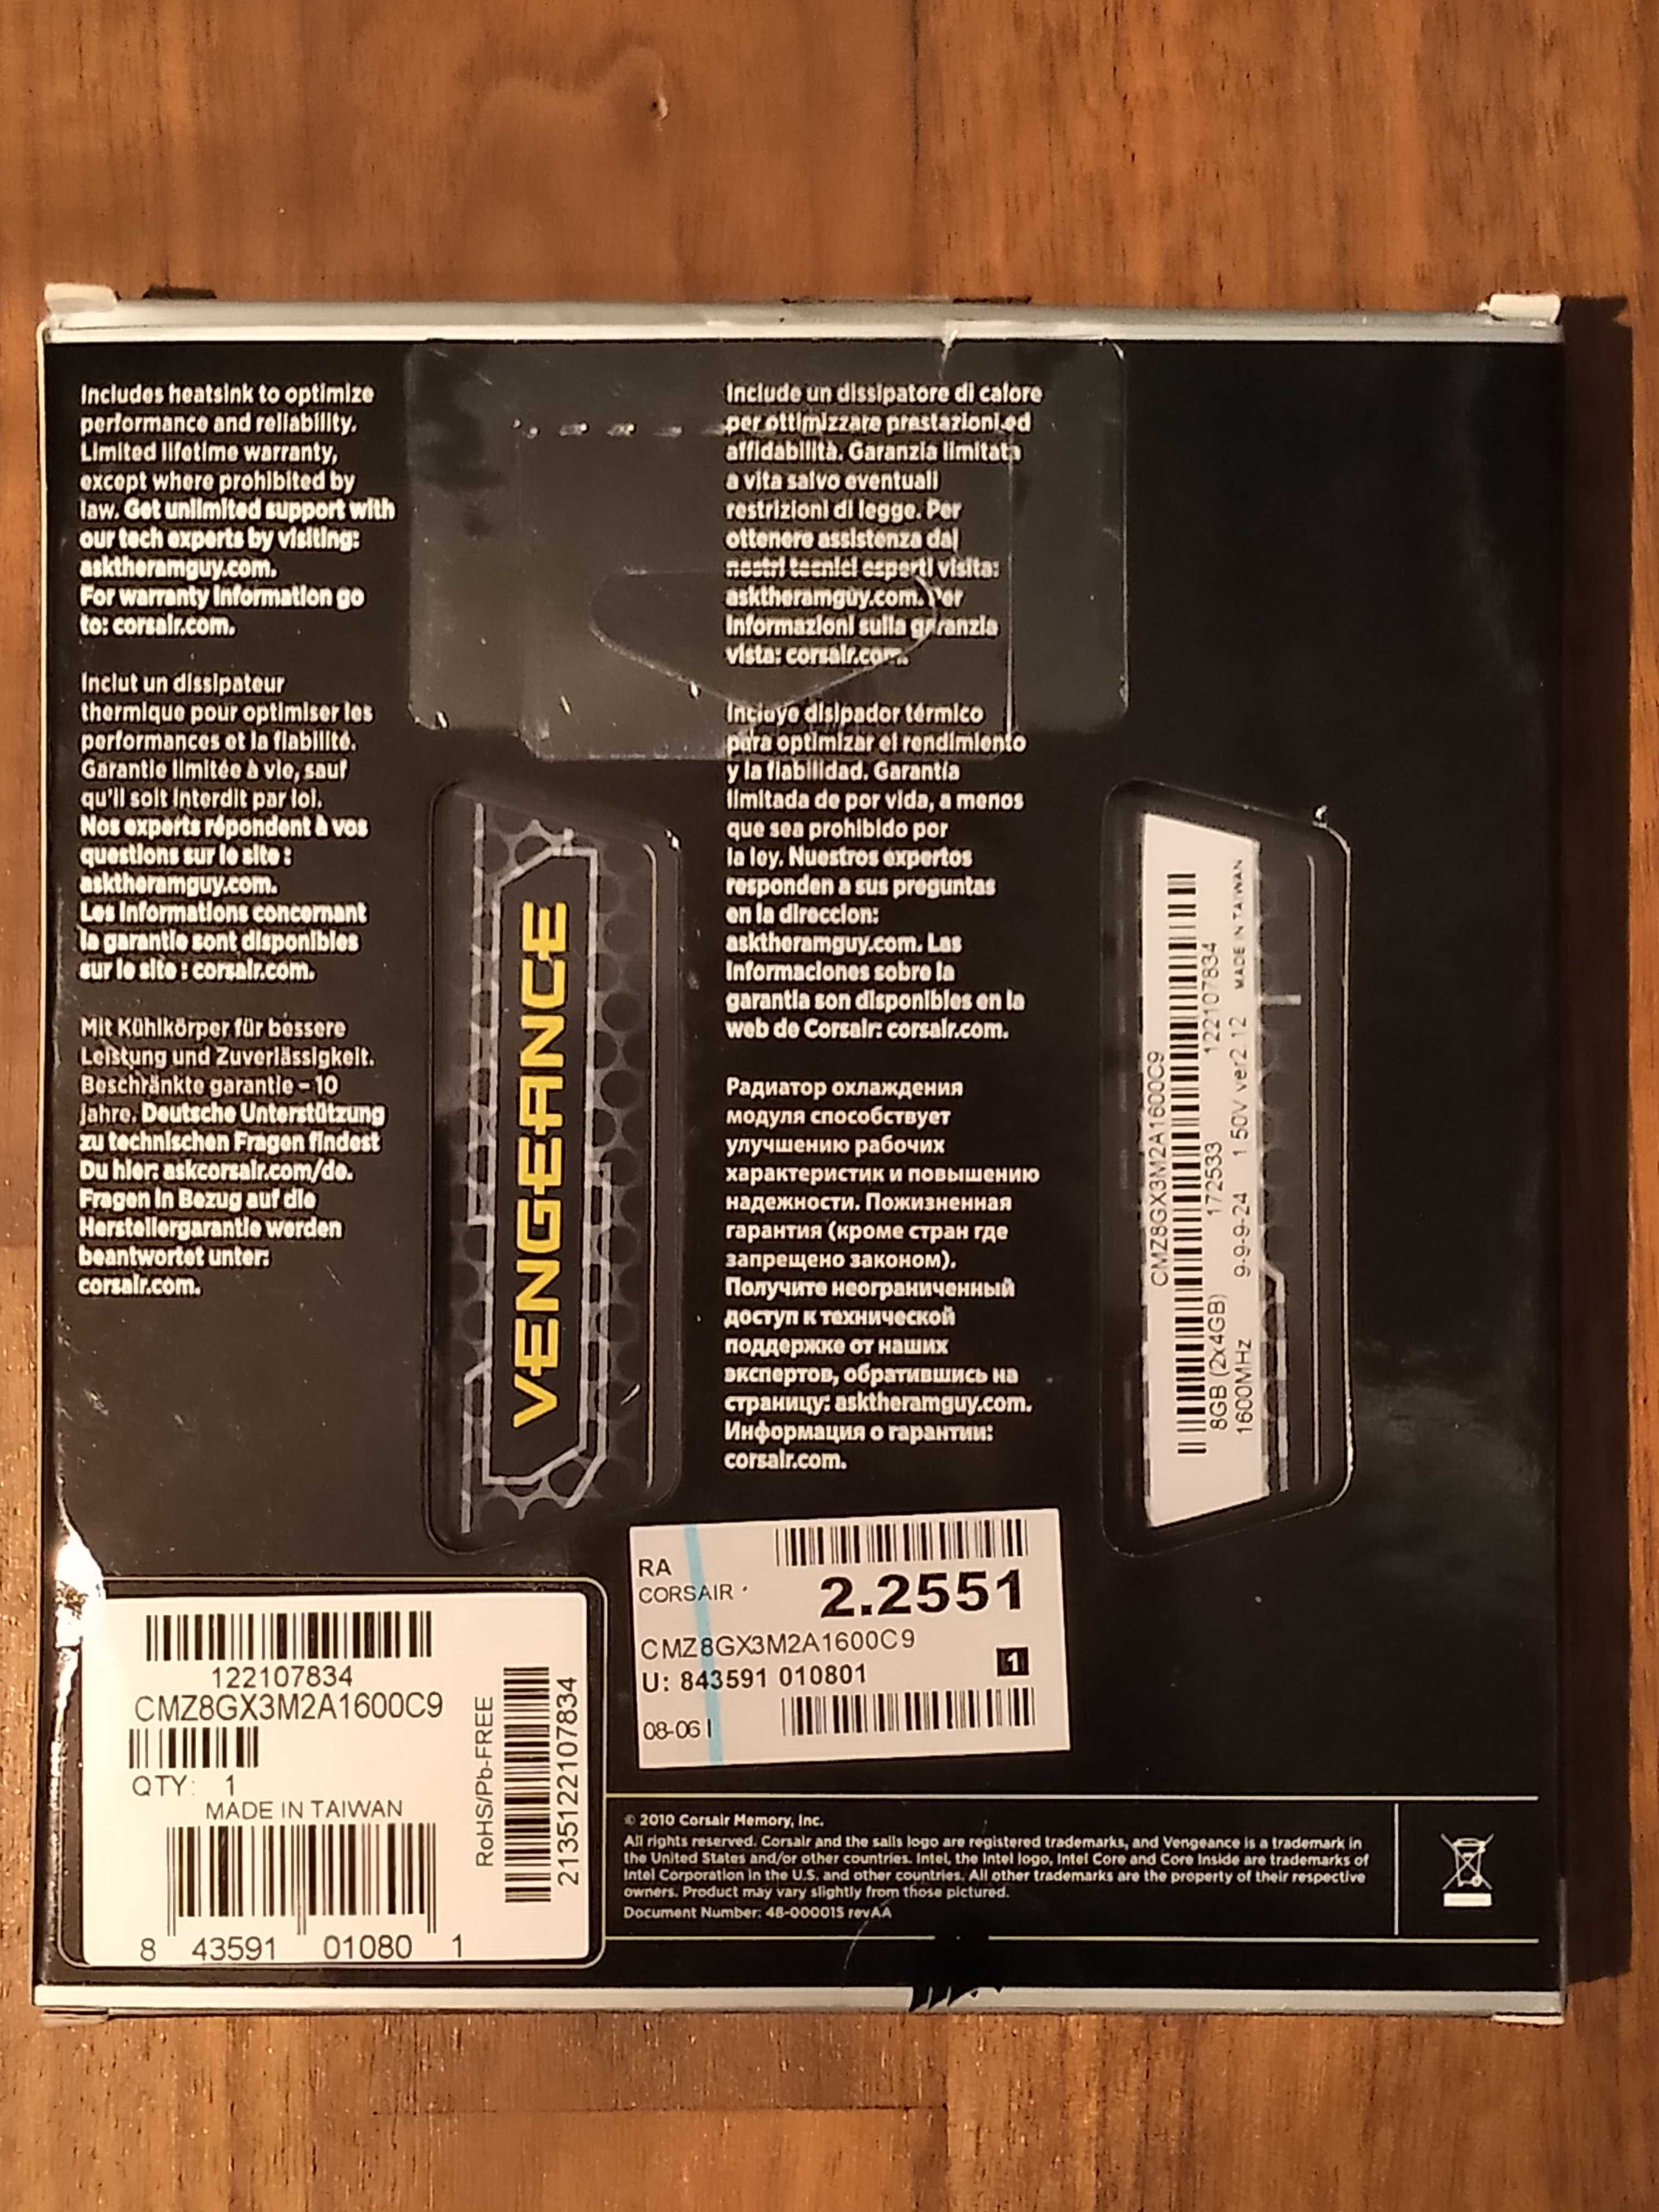 Includes heatsink to optimize
performance and reliability.
Limited lifetime warranty,
except where prohibited by
law. Get unlimited support with
our tech experts by visiting:
asktheramguy.com.
For warranty information go
to: corsair.com.
Inclut un dissipateur
thermique pour optimiser les
performances et la fiabilité.
Garantie limitée à vie, sauf
qu'il soit interdit par loi.
Nos experts répondent à vos
questions sur le site :
asktheramguy.com.
Les informations concernant
la garantie sont disponibles
sur le site : corsair.com.
Mit Kühlkörper für bessere
Leistung und Zuverlässigkeit.
Beschränkte garantie – 10
Jahre. Deutsche Unterstützung
zu technischen Fragen findest
Du hier: askcorsair.com/de.
Fragen in Bezug auf die
Herstellergarantie werden
beantwortet unter:
corsair.com.
VENGEANCE
Include un dissipatore di calore
per ottimizzare prestazioni ed
affidabilità. Garanzia limitata
a vita salvo eventuali
restrizioni di legge. Per
ottenere assistenza dai
nostri tecnici esperti visita:
asktheramguy.com. Per
informazioni sulla garanzia
vista: corsair.com.
Incluye disipador térmico
para optimizar el rendimiento
y la fiabilidad. Garantía
limitada de por vida, a menos
que sea prohibido por
la ley. Nuestros expertos
responden a sus preguntas
en la direccion:
asktheramguy.com. Las
informaciones sobre la
garantia son disponibles en la
web de Corsair: corsair.com.
Радиатор охлаждения
модуля способствует
улучшению рабочих
характеристик и повышению
надежности. Пожизненная
гарантия (кроме стран где
запрещено законом).
Получите неограниченный
доступ к технической
поддержке от наших
экспертов, обратившись на
страницу: asktheramguy.com.
Информация о гарантии:
corsair.com.
CMZ8GX3M2A1600C9
8GB (2x4GB) 172533 122107834
1600MHz 9-9-9-24 1 50V ver2 12 MADE IN TAIWAN
RA
CORSAIR
2.2551
CMZ8GX3M2A1600C9
U: 843591 010801
1
08-06
122107834
CMZ8GX3M2A1600C9
QTY: 1
MADE IN TAIWAN
8 43591 01080 1
RoHS/Pb-FREE
2135122107834
© 2010 Corsair Memory, Inc.
All rights reserved. Corsair and the sails logo are registered trademarks, and Vengeance is a trademark in
the United States and/or other countries. Intel, the Intel logo, Intel Core and Core Inside are trademarks of
Intel Corporation in the U.S. and other countries. All other trademarks are the property of their respective
owners. Product may vary slightly from those pictured.
Document Number: 48-000015 revAA